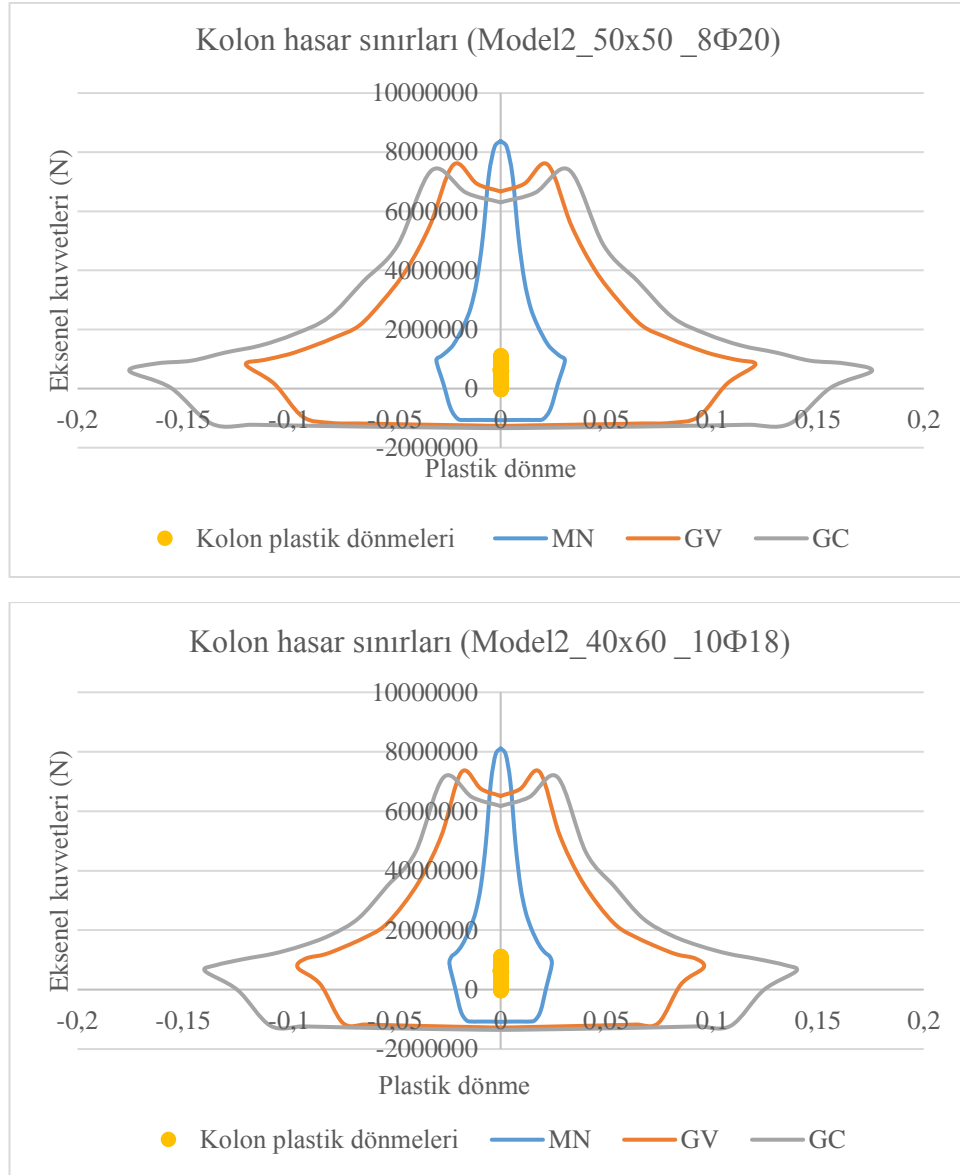 Kolon hasar sınırları (Model2_50x50 _8Φ20)
10000000
8000000
6000000
4000000
2000000
0
-2000000
-0,2 -0,15 -0,1 -0,05 0 0,05 0,1 0,15 0,2
Eksenel kuvvetleri (N)
Plastik dönme
Kolon plastik dönmeleri MN GV GC
Kolon hasar sınırları (Model2_40x60 _10Φ18)
10000000
8000000
6000000
4000000
2000000
0
-2000000
-0,2 -0,15 -0,1 -0,05 0 0,05 0,1 0,15 0,2
Eksenel kuvvetleri (N)
Plastik dönme
Kolon plastik dönmeleri MN GV GC